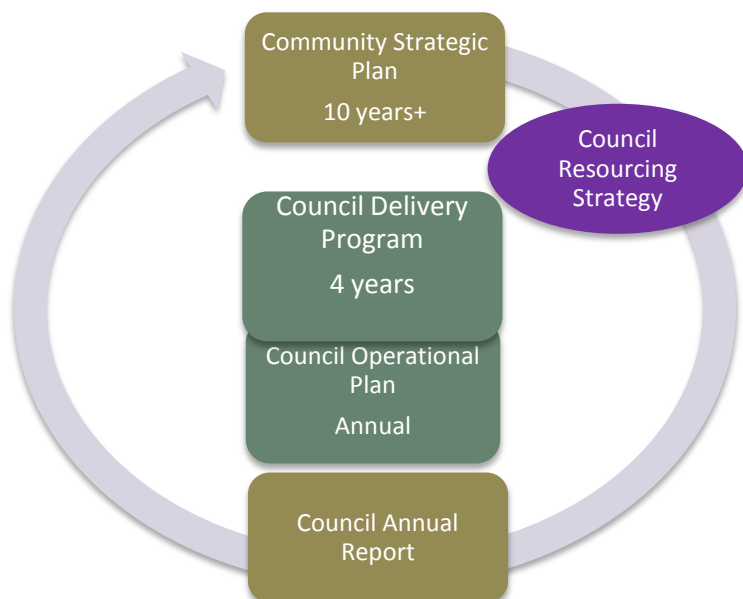 Community Strategic
Plan
10 years+
Council
Resourcing
Strategy
Council Delivery
Program
4 years
Council Operational
Plan
Annual
Council Annual
Report